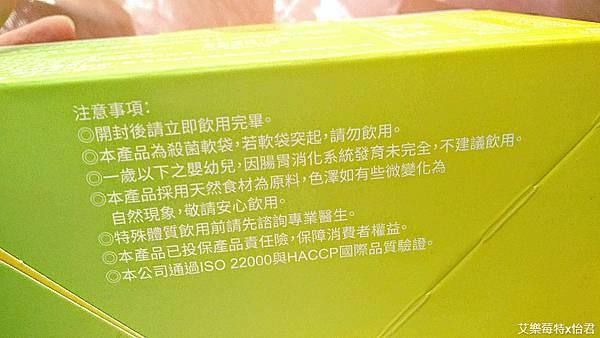 注意事項:
◎開封後請立即飲用完畢。
◎本產品為殺菌軟袋,若軟袋突起,請勿飲用。
◎一歲以下之嬰幼兒,因腸胃消化系統發育未完全,不建議飲用。
◎本產品採用天然食材為原料,色澤如有些微變化為
自然現象,敬請安心飲用。
◎特殊體質飲用前請先諮詢專業醫生。
◎本產品已投保產品責任險,保障消費者權益。
◎本公司通過ISO 22000與HACCP國際品質驗證。
艾樂莓特x怡君